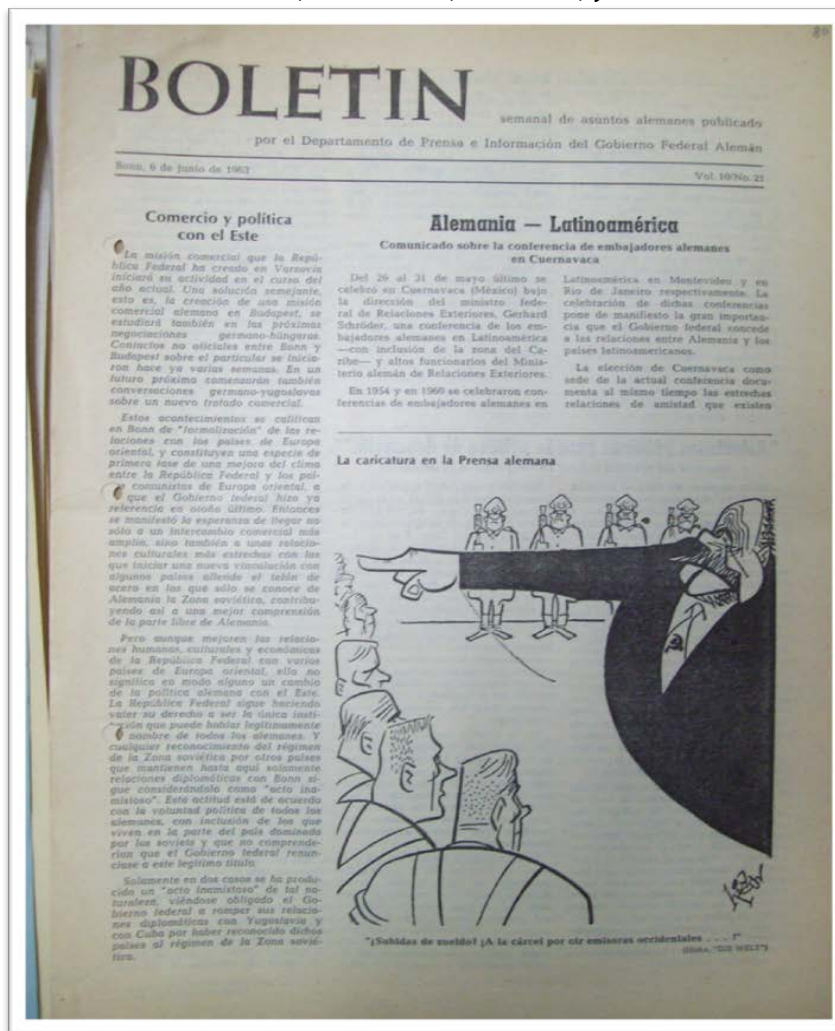 80
BOLETIN
semanal de asuntos alemanes publicado
por el Departamento de Prensa e Información del Gobierno Federal Alemán
Bonn, 6 de junio de 1963
Vol. 10/No. 21
Comercio y política
con el Este
La misión comercial que la Repú-
blica Federal ha creado en Varsovia
iniciará su actividad en el curso del
año actual. Una solución semejante,
esto es, la creación de una misión
comercial alemana en Budapest, se
estudiará también en las próximas
negociaciones germano-húngaras.
Contactos no oficiales entre Bonn y
Budapest sobre el particular se inicia-
ron hace ya varias semanas. En un
futuro próximo comenzarán también
conversaciones germano-yugoslavas
sobre un nuevo tratado comercial.
Estos acontecimientos se califican
en Bonn de "formalización" de las re-
laciones con los países de Europa
oriental, y constituyen una especie de
primera fase de una mejora del clima
entre la República Federal y los paí-
comunistas de Europa oriental, a
que el Gobierno federal hizo ya
referencia en otoño último. Entonces
se manifestó la esperanza de llegar no
sólo a un intercambio comercial más
amplio, sino también a unas relacio-
nes culturales más estrechas con las
que iniciar una nueva vinculación con
algunos países allende el telón de
acero en los que sólo se conoce de
Alemania la Zona soviética, contribu-
yendo así a una mejor comprensión
de la parte libre de Alemania.
Pero aunque mejoren las relacio-
nes humanas, culturales y económicas
de la República Federal con varios
países de Europa oriental, ello no
significa en modo alguno un cambio
de la política alemana con el Este.
La República Federal sigue haciendo
valer su derecho a ser la única insti-
tución que puede hablar legítimamente
nombre de todos los alemanes. Y
cualquier reconocimiento del régimen
de la Zona soviética por otros países
que mantienen hasta aquí solamente
relaciones diplomáticas con Bonn si-
gue considerándolo como "acto ina-
mistoso". Esta actitud está de acuerdo
con la voluntad política de todos los
alemanes, con inclusión de los que
viven en la parte del país dominada
por los soviets y que no comprende-
rían que el Gobierno federal renun-
ciase a este legítimo título.
Solamente en dos casos se ha produ-
cido un "acto inamistoso" de tal na-
turaleza, viéndose obligado el Go-
bierno federal a romper sus relacio-
nes diplomáticas con Yugoslavia y
con Cuba por haber reconocido dichos
países al régimen de la Zona sovié-
tica.
Alemania — Latinoamérica
Comunicado sobre la conferencia de embajadores alemanes
en Cuernavaca
Del 26 al 31 de mayo último se
celebró en Cuernavaca (México) bajo
la dirección del ministro fede-
ral de Relaciones Exteriores, Gerhard
Schröder, una conferencia de los em-
bajadores alemanes en Latinoamérica
—con inclusión de la zona del Ca-
ribe— y altos funcionarios del Minis-
terio alemán de Relaciones Exteriores.
En 1954 y en 1960 se celebraron con-
ferencias de embajadores alemanes en
Latinoamérica en Montevideo y en
Rio de Janeiro respectivamente. La
celebración de dichas conferencias
pone de manifiesto la gran importan-
cia que el Gobierno federal concede
a las relaciones entre Alemania y los
países latinoamericanos.
La elección de Cuernavaca como
sede de la actual conferencia docu-
menta al mismo tiempo las estrechas
relaciones de amistad que existen
La caricatura en la Prensa alemana
"¡Subidas de sueldo? ¡A la cárcel por oír emisoras occidentales . . . !"
"DIE WELT")